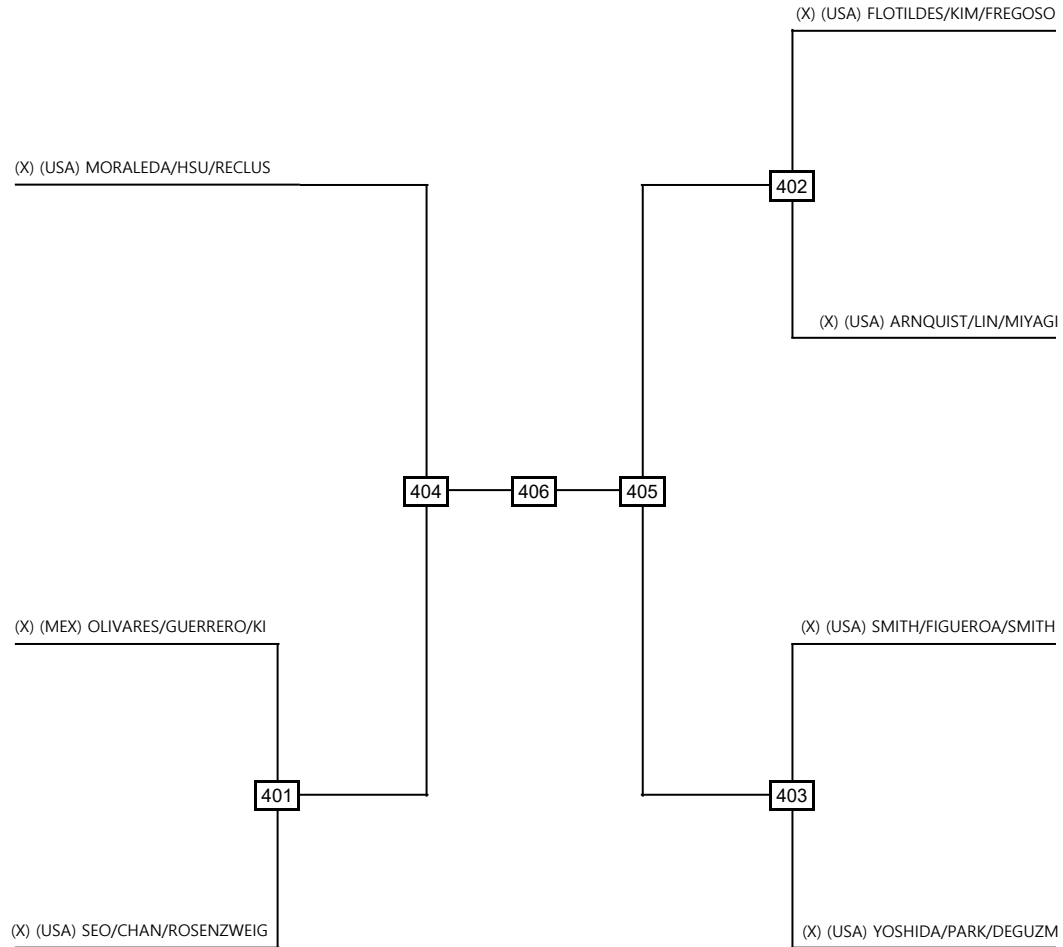 (X) (USA) FLOTILDES/KIM/FREGOSO
(X) (USA) MORALEDA/HSU/RECLUS
402
(X) (USA) ARNQUIST/LIN/MIYAGI
404
406
405
(X) (MEX) OLIVARES/GUERRERO/KI
(X) (USA) SMITH/FIGUEROA/SMITH
401
403
(X) (USA) SEO/CHAN/ROSENZWEIG
(X) (USA) YOSHIDA/PARK/DEGUZM